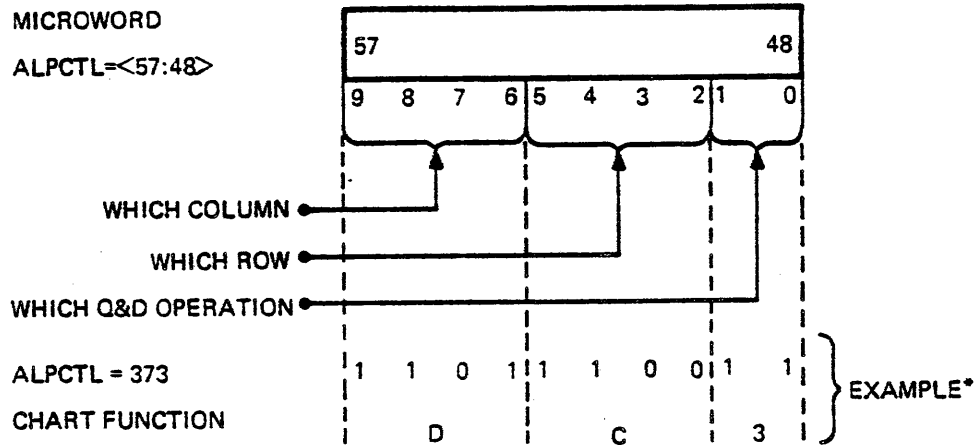 MICROWORD
ALPCTL=<57:48>
57 48
9 8 7 6 5 4 3 2 1 0
WHICH COLUMN
WHICH ROW
WHICH Q&D OPERATION
ALPCTL = 373 1 1 0 1 1 1 0 0 1 1
EXAMPLE*
CHART FUNCTION D C 3